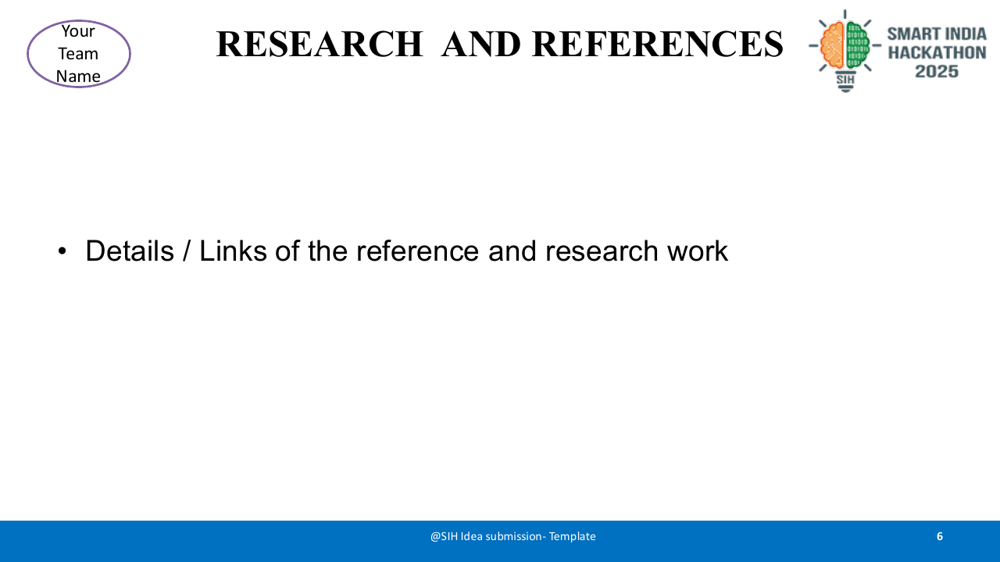 Your
Team
Name
RESEARCH AND REFERENCES
SIH
SMART INDIA
HACKATHON
2025
• Details / Links of the reference and research work
@SIH Idea submission- Template
6